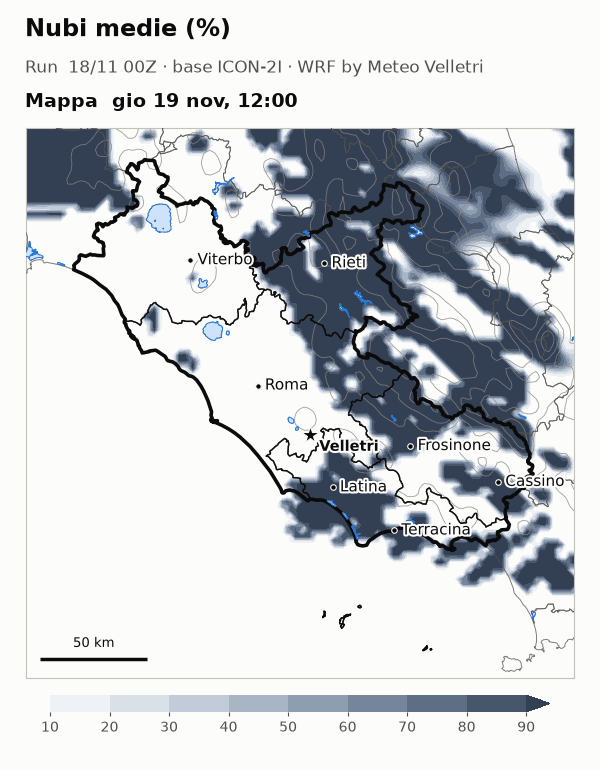 Nubi medie (%)
Run 18/11 00Z · base ICON-2I · WRF by Meteo Velletri
Mappa gio 19 nov, 12:00
Viterbo
Rieti
Roma
Velletri
Frosinone
Latina
Cassino
Terracina
50 km
10 20 30 40 50 60 70 80 90